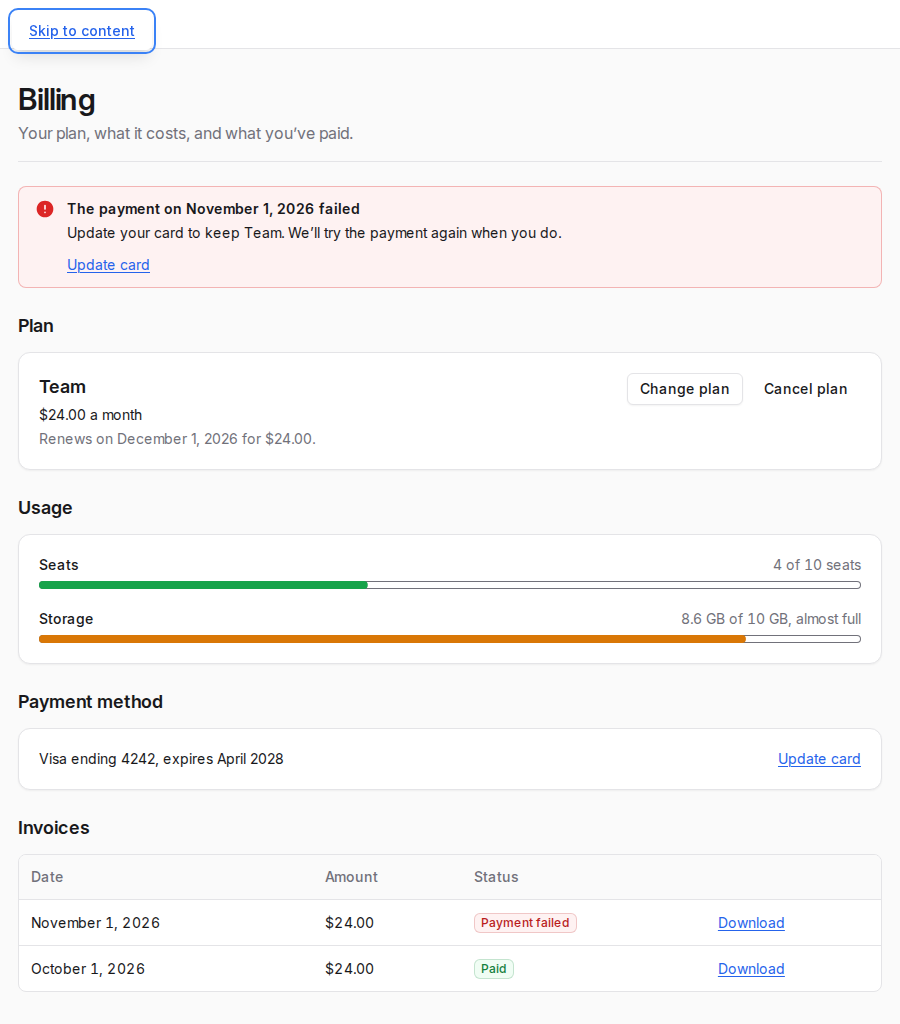 Skip to content
Billing
Your plan, what it costs, and what you’ve paid.
The payment on November 1, 2026 failed
Update your card to keep Team. We’ll try the payment again when you do.
Update card
Plan
Team
Change plan
Cancel plan
$24.00 a month
Renews on December 1, 2026 for $24.00.
Usage
Seats
4 of 10 seats
Storage
8.6 GB of 10 GB, almost full
Payment method
Visa ending 4242, expires April 2028
Update card
Invoices
Date Amount Status
November 1, 2026 $24.00 Payment failed Download
October 1, 2026 $24.00 Paid Download